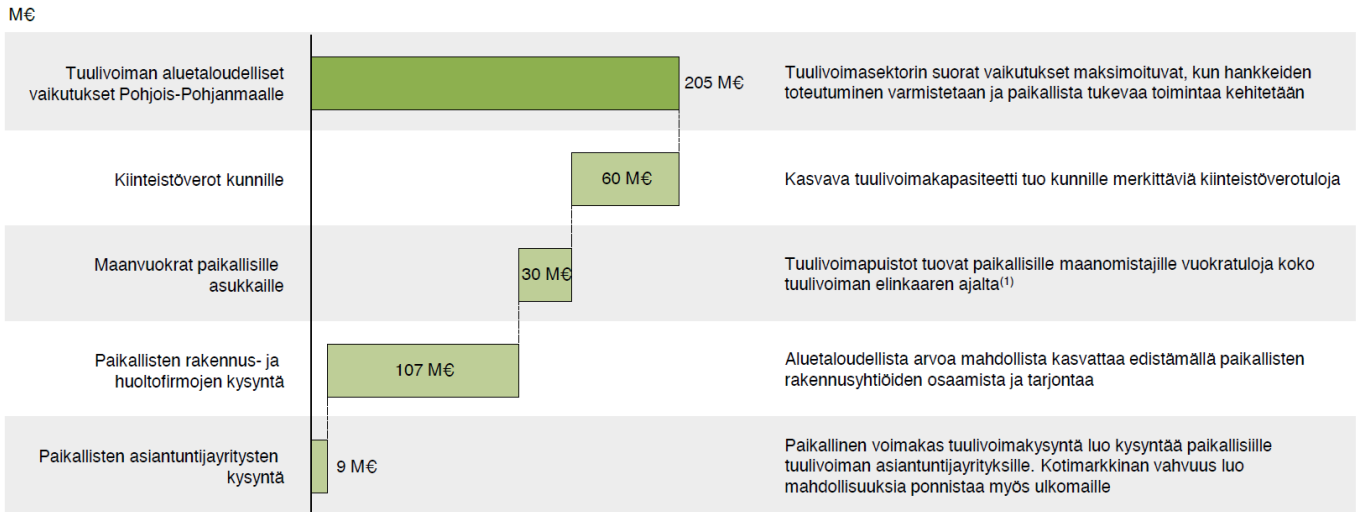 M€
Tuulivoiman aluetaloudelliset
vaikutukset Pohjois-Pohjanmaalle
205 M€
Tuulivoimasektorin suorat vaikutukset maksimoituvat, kun hankkeiden
toteutuminen varmistetaan ja paikallista tukevaa toimintaa kehitetään
Kiinteistöverot kunnille
60 M€
Kasvava tuulivoimakapasiteetti tuo kunnille merkittäviä kiinteistöverotuloja
Maanvuokrat paikallisille
asukkaille
30 M€
Tuulivoimapuistot tuovat paikallisille maanomistajille vuokratuloja koko
tuulivoiman elinkaaren ajalta(1)
Paikallisten rakennus- ja
huoltofirmojen kysyntä
107 M€
Aluetaloudellista arvoa mahdollista kasvattaa edistämällä paikallisten
rakennusyhtiöiden osaamista ja tarjontaa
Paikallisten asiantuntijayritysten
kysyntä
9 M€
Paikallinen voimakas tuulivoimakysyntä luo kysyntää paikallisiille
tuulivoiman asiantuntijayrityksille. Kotimarkkinan vahvuus luo
mahdollisuuksia ponnistaa myös ulkomaille